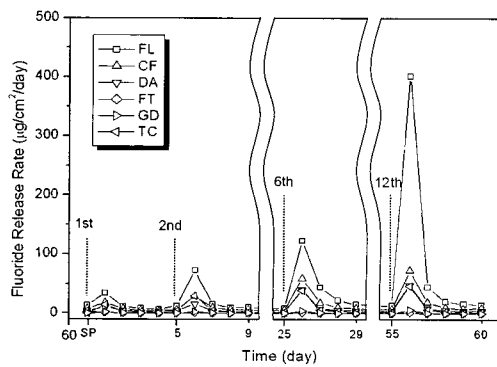 500
400
300
200
100
0
Fluoride Release Rate (μg/cm²/day)
FL
CF
DA
FT
GD
TC
1st
2nd
6th
12th
60 SP 5 9 25 29 55 60
Time (day)